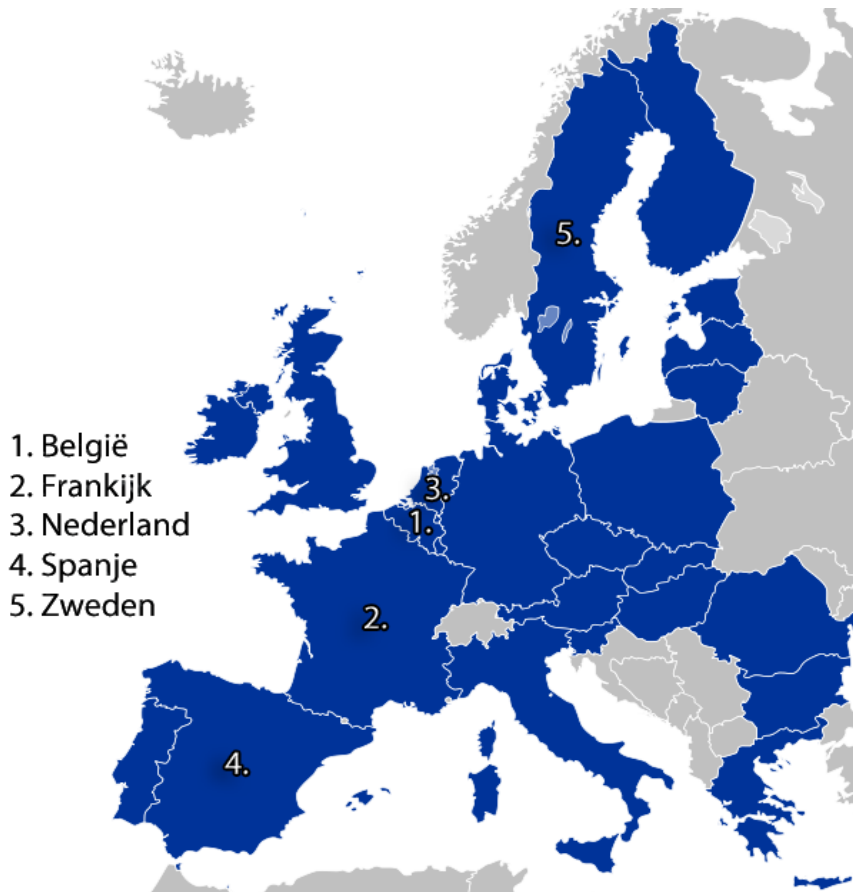 5.
3.
1.
2.
4.
1. België
2. Frankijk
3. Nederland
4. Spanje
5. Zweden